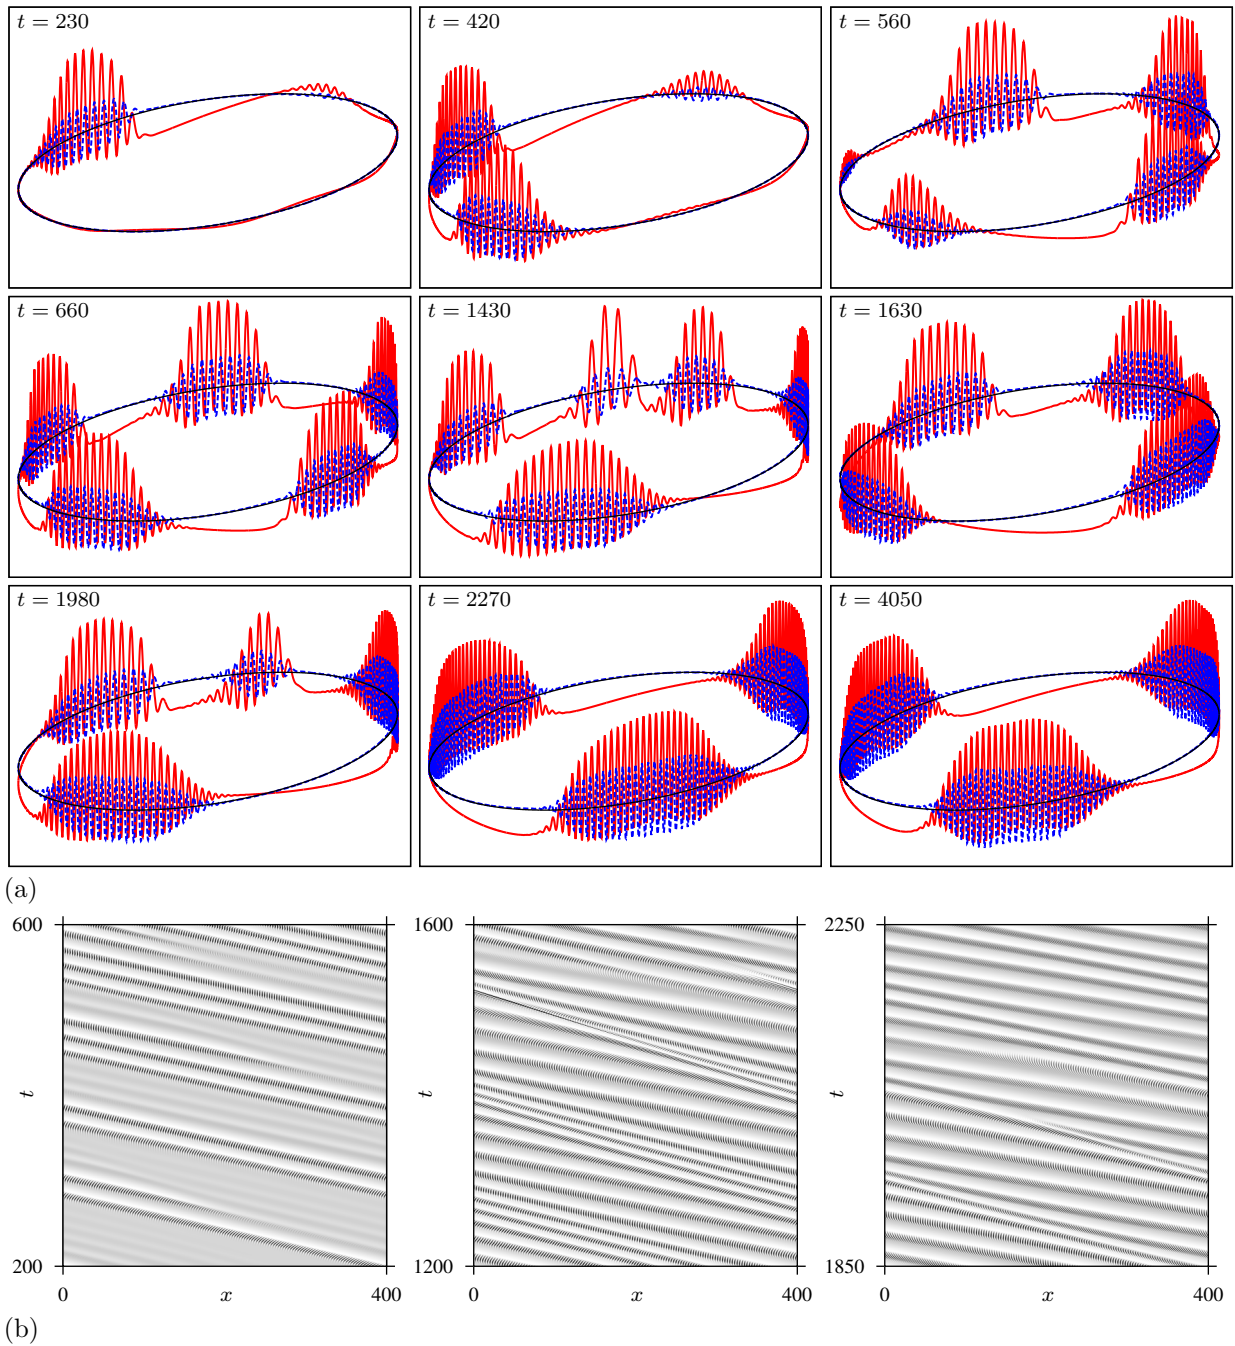 t = 230
t = 420
t = 560
t = 660
t = 1430
t = 1630
t = 1980
t = 2270
t = 4050
(a)
600
1600
2250
t
t
t
200
1200
1850
0
x
400
0
x
400
0
x
400
(b)